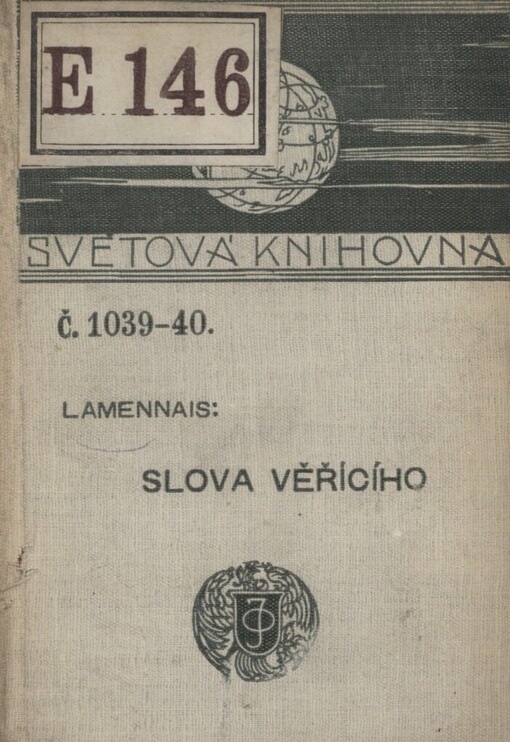 E 146
SVĚTOVÁ KNIHOVNA
Č. 1039-40.
LAMENNAIS:
SLOVA VĚŘÍCÍHO